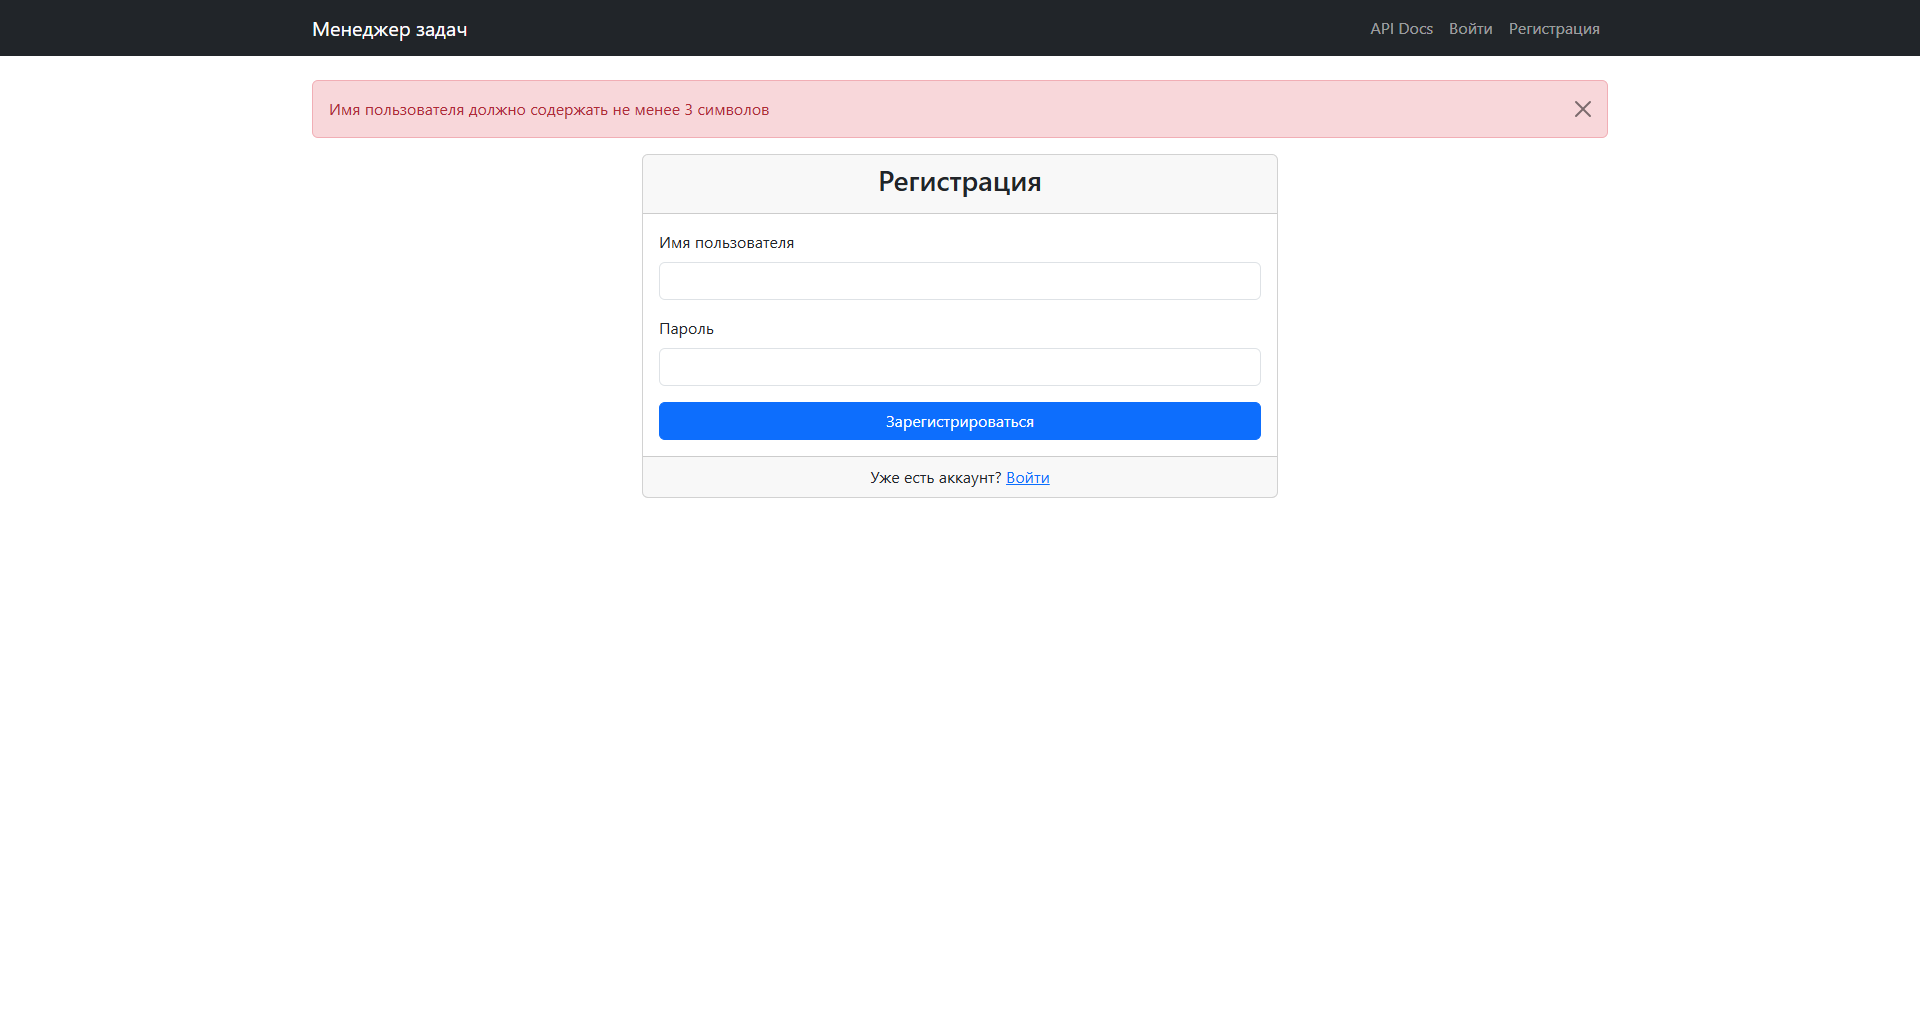 Менеджер задач
API Docs Войти Регистрация
Имя пользователя должно содержать не менее 3 символов
Регистрация
Имя пользователя
Пароль
Зарегистрироваться
Уже есть аккаунт? Войти